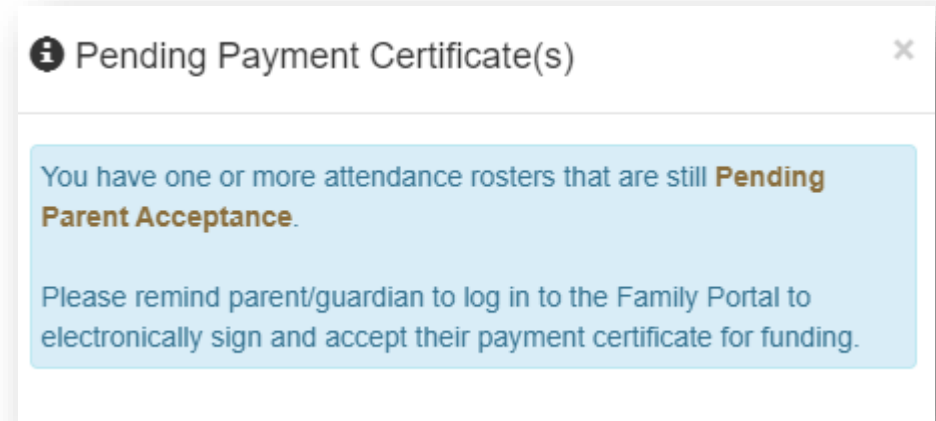 Pending Payment Certificate(s) ×
You have one or more attendance rosters that are still Pending
Parent Acceptance.
Please remind parent/guardian to log in to the Family Portal to
electronically sign and accept their payment certificate for funding.